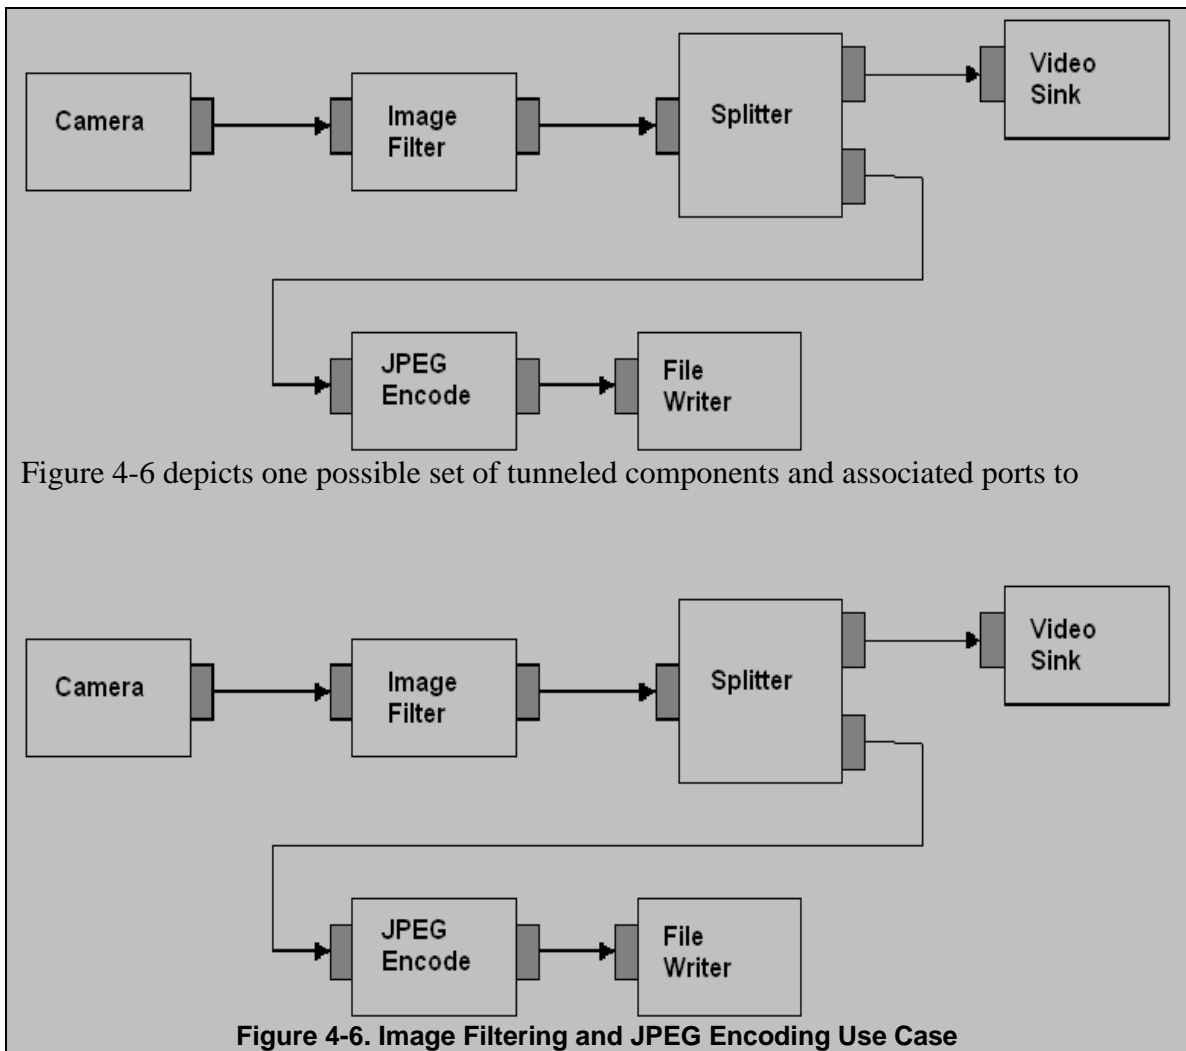 Camera
Image
Filter
Splitter
Video
Sink
JPEG
Encode
File
Writer
Figure 4-6 depicts one possible set of tunneled components and associated ports to
Camera
Image
Filter
Splitter
Video
Sink
JPEG
Encode
File
Writer
Figure 4-6. Image Filtering and JPEG Encoding Use Case